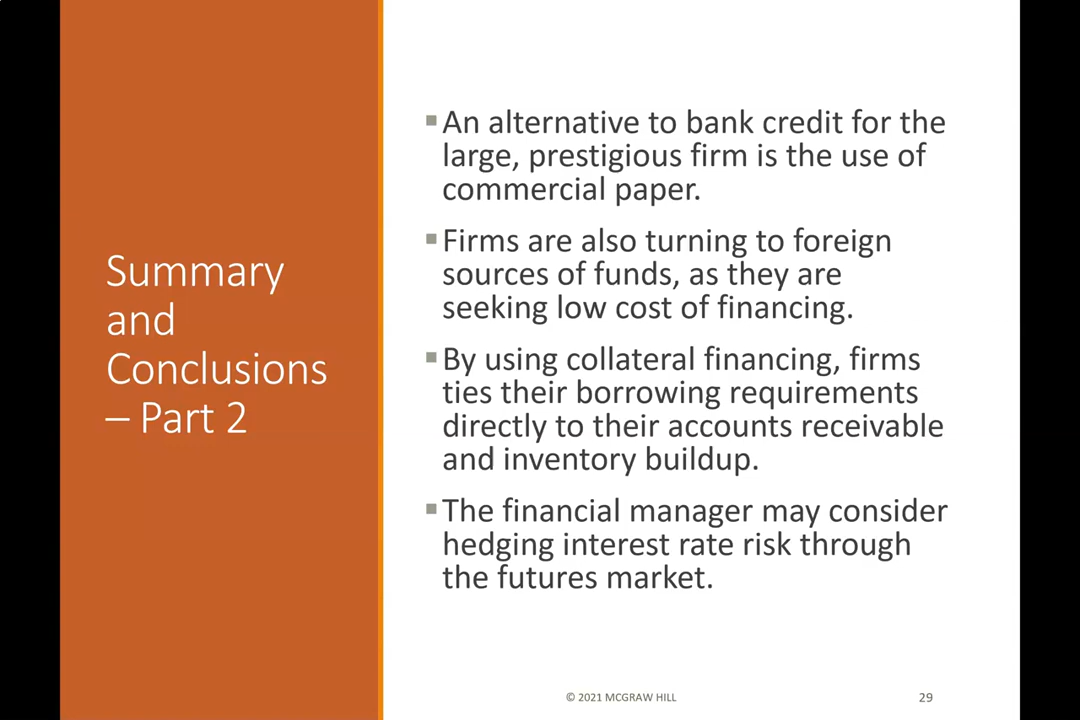 Summary
and
Conclusions
– Part 2
▪An alternative to bank credit for the
large, prestigious firm is the use of
commercial paper.
▪Firms are also turning to foreign
sources of funds, as they are
seeking low cost of financing.
▪By using collateral financing, firms
ties their borrowing requirements
directly to their accounts receivable
and inventory buildup.
▪The financial manager may consider
hedging interest rate risk through
the futures market.
© 2021 MCGRAW HILL
29